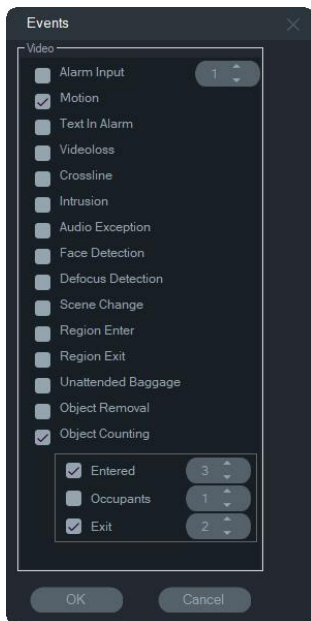 Events
Video
Alarm Input 1
Motion
Text In Alarm
Videoloss
Crossline
Intrusion
Audio Exception
Face Detection
Defocus Detection
Scene Change
Region Enter
Region Exit
Unattended Baggage
Object Removal
Object Counting
Entered 3
Occupants 1
Exit 2
OK Cancel